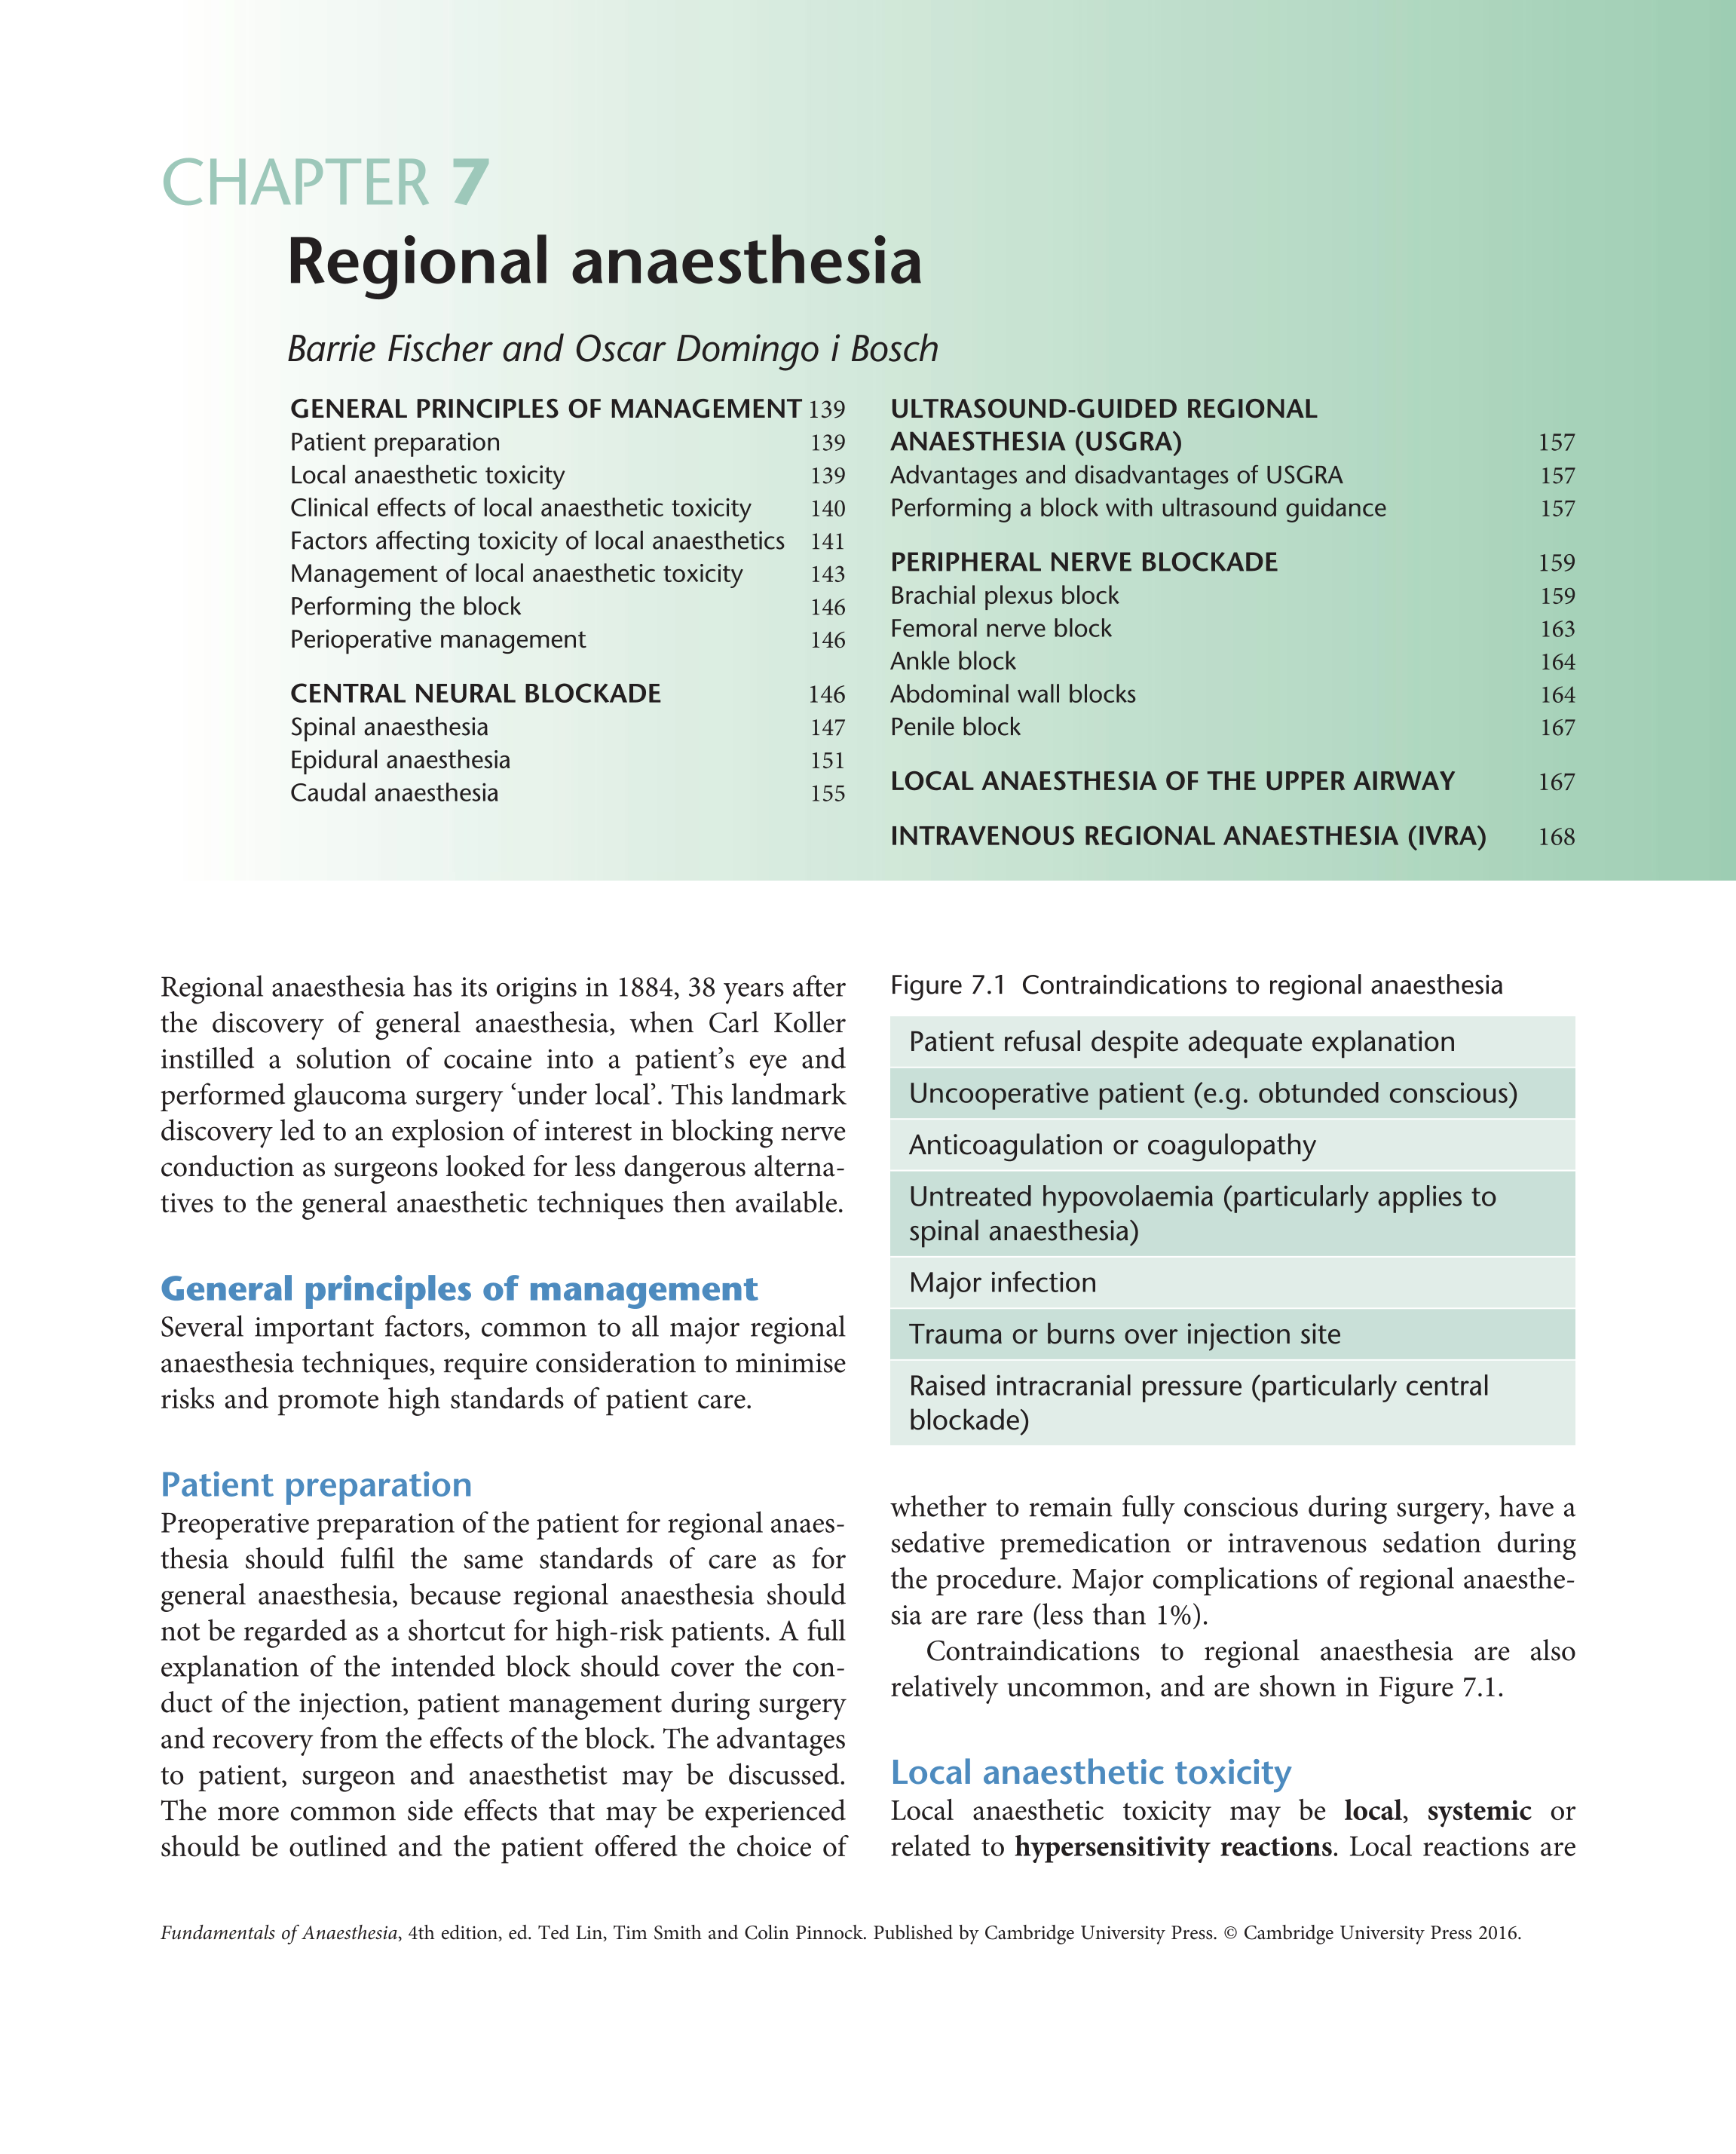 CHAPTER 7
Regional anaesthesia
Barrie Fischer and Oscar Domingo i Bosch
GENERAL PRINCIPLES OF MANAGEMENT 139
Patient preparation 139
Local anaesthetic toxicity 139
Clinical effects of local anaesthetic toxicity 140
Factors affecting toxicity of local anaesthetics 141
Management of local anaesthetic toxicity 143
Performing the block 146
Perioperative management 146
CENTRAL NEURAL BLOCKADE 146
Spinal anaesthesia 147
Epidural anaesthesia 151
Caudal anaesthesia 155
ULTRASOUND-GUIDED REGIONAL
ANAESTHESIA (USGRA) 157
Advantages and disadvantages of USGRA 157
Performing a block with ultrasound guidance 157
PERIPHERAL NERVE BLOCKADE 159
Brachial plexus block 159
Femoral nerve block 163
Ankle block 164
Abdominal wall blocks 164
Penile block 167
LOCAL ANAESTHESIA OF THE UPPER AIRWAY 167
INTRAVENOUS REGIONAL ANAESTHESIA (IVRA) 168
Regional anaesthesia has its origins in 1884, 38 years after
the discovery of general anaesthesia, when Carl Koller
instilled a solution of cocaine into a patient's eye and
performed glaucoma surgery 'under local'. This landmark
discovery led to an explosion of interest in blocking nerve
conduction as surgeons looked for less dangerous alterna-
tives to the general anaesthetic techniques then available.
General principles of management
Several important factors, common to all major regional
anaesthesia techniques, require consideration to minimise
risks and promote high standards of patient care.
Patient preparation
Preoperative preparation of the patient for regional anaes-
thesia should fulfil the same standards of care as for
general anaesthesia, because regional anaesthesia should
not be regarded as a shortcut for high-risk patients. A full
explanation of the intended block should cover the con-
duct of the injection, patient management during surgery
and recovery from the effects of the block. The advantages
to patient, surgeon and anaesthetist may be discussed.
The more common side effects that may be experienced
should be outlined and the patient offered the choice of
Figure 7.1 Contraindications to regional anaesthesia
Patient refusal despite adequate explanation
Uncooperative patient (e.g. obtunded conscious)
Anticoagulation or coagulopathy
Untreated hypovolaemia (particularly applies to
spinal anaesthesia)
Major infection
Trauma or burns over injection site
Raised intracranial pressure (particularly central
blockade)
whether to remain fully conscious during surgery, have a
sedative premedication or intravenous sedation during
the procedure. Major complications of regional anaesthe-
sia are rare (less than 1%).
Contraindications to regional anaesthesia are also
relatively uncommon, and are shown in Figure 7.1.
Local anaesthetic toxicity
Local anaesthetic toxicity may be local, systemic or
related to hypersensitivity reactions. Local reactions are
Fundamentals of Anaesthesia, 4th edition, ed. Ted Lin, Tim Smith and Colin Pinnock. Published by Cambridge University Press. © Cambridge University Press 2016.